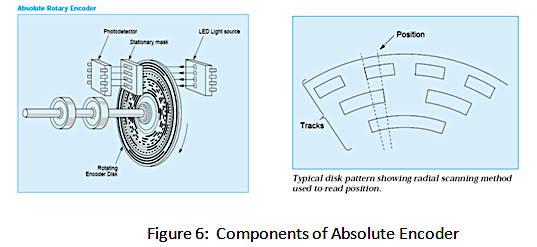 Absolute Rotary Encoder
Photodetector
Stationary mask
LED Light source
Rotating
Encoder Disk
Position
Tracks
Typical disk pattern showing radial scanning method
used to read position.
Figure 6: Components of Absolute Encoder